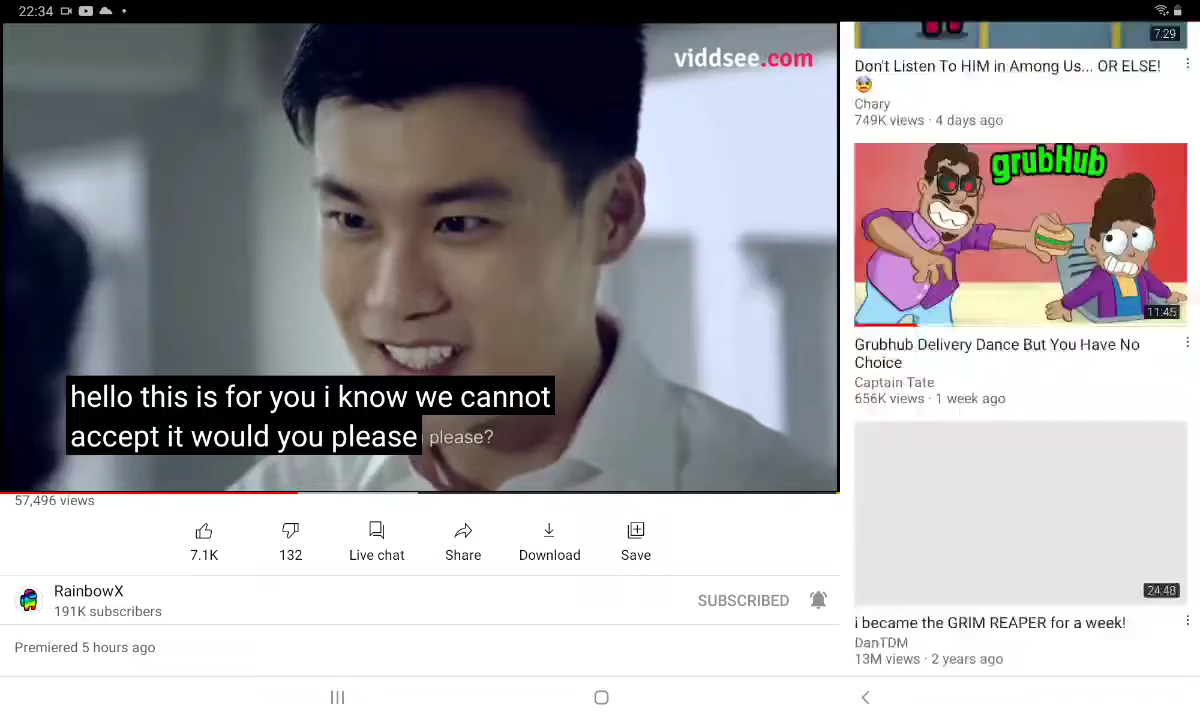 22:34
viddsee.com
hello this is for you i know we cannot
accept it would you please please?
57,496 views
7.1K
132
Live chat
Share
Download
Save
RainbowX
191K subscribers
SUBSCRIBED
Premiered 5 hours ago
7:29
Don't Listen To HIM in Among Us... OR ELSE!
😰
Chary
749K views · 4 days ago
grubHub
11:45
Grubhub Delivery Dance But You Have No
Choice
Captain Tate
656K views · 1 week ago
24:48
i became the GRIM REAPER for a week!
DanTDM
13M views · 2 years ago